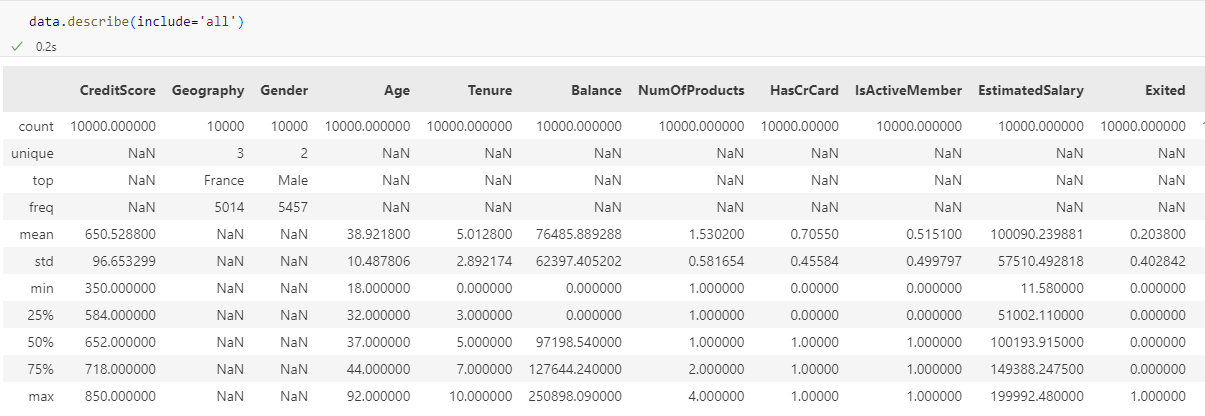 data.describe(include='all')
0.2s
CreditScore Geography Gender Age Tenure Balance NumOfProducts HasCrCard IsActiveMember EstimatedSalary Exited
count 10000.000000 10000 10000 10000.000000 10000.000000 10000.000000 10000.000000 10000.00000 10000.000000 10000.000000 10000.000000
unique NaN 3 2 NaN NaN NaN NaN NaN NaN NaN NaN
top NaN France Male NaN NaN NaN NaN NaN NaN NaN NaN
freq NaN 5014 5457 NaN NaN NaN NaN NaN NaN NaN NaN
mean 650.528800 NaN NaN 38.921800 5.012800 76485.889288 1.530200 0.70550 0.515100 100090.239881 0.203800
std 96.653299 NaN NaN 10.487806 2.892174 62397.405202 0.581654 0.45584 0.499797 57510.492818 0.402842
min 350.000000 NaN NaN 18.000000 0.000000 0.000000 1.000000 0.00000 0.000000 11.580000 0.000000
25% 584.000000 NaN NaN 32.000000 3.000000 0.000000 1.000000 0.00000 0.000000 51002.110000 0.000000
50% 652.000000 NaN NaN 37.000000 5.000000 97198.540000 1.000000 1.00000 1.000000 100193.915000 0.000000
75% 718.000000 NaN NaN 44.000000 7.000000 127644.240000 2.000000 1.00000 1.000000 149388.247500 0.000000
max 850.000000 NaN NaN 92.000000 10.000000 250898.090000 4.000000 1.00000 1.000000 199992.480000 1.000000